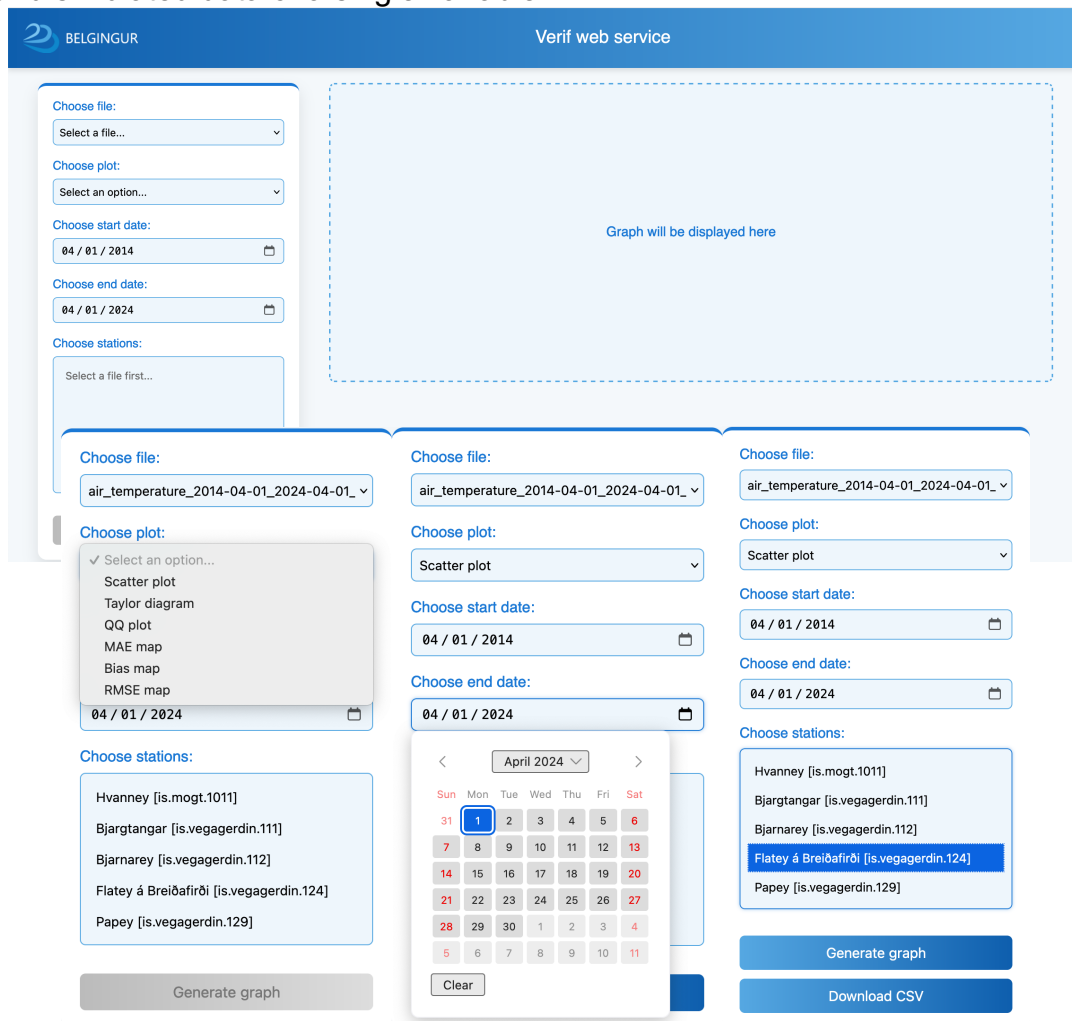 BELGINGUR
Verif web service
Choose file:
Select a file...
Choose plot:
Select an option...
Choose start date:
04 / 01 / 2014
Choose end date:
04 / 01 / 2024
Choose stations:
Select a file first...
Graph will be displayed here
Choose file:
air_temperature_2014-04-01_2024-04-01_
Choose plot:
✓ Select an option...
Scatter plot
Taylor diagram
QQ plot
MAE map
Bias map
RMSE map
04 / 01 / 2024
Choose stations:
Hvanney [is.mogt.1011]
Bjargtangar [is.vegagerdin.111]
Bjarnarey [is.vegagerdin.112]
Flatey á Breiðafirði [is.vegagerdin.124]
Papey [is.vegagerdin.129]
Generate graph
Choose file:
air_temperature_2014-04-01_2024-04-01_
Choose plot:
Scatter plot
Choose start date:
04 / 01 / 2014
Choose end date:
04 / 01 / 2024
April 2024
Sun Mon Tue Wed Thu Fri Sat
31 1 2 3 4 5 6
7 8 9 10 11 12 13
14 15 16 17 18 19 20
21 22 23 24 25 26 27
28 29 30 1 2 3 4
5 6 7 8 9 10 11
Clear
Choose file:
air_temperature_2014-04-01_2024-04-01_
Choose plot:
Scatter plot
Choose start date:
04 / 01 / 2014
Choose end date:
04 / 01 / 2024
Choose stations:
Hvanney [is.mogt.1011]
Bjargtangar [is.vegagerdin.111]
Bjarnarey [is.vegagerdin.112]
Flatey á Breiðafirði [is.vegagerdin.124]
Papey [is.vegagerdin.129]
Generate graph
Download CSV